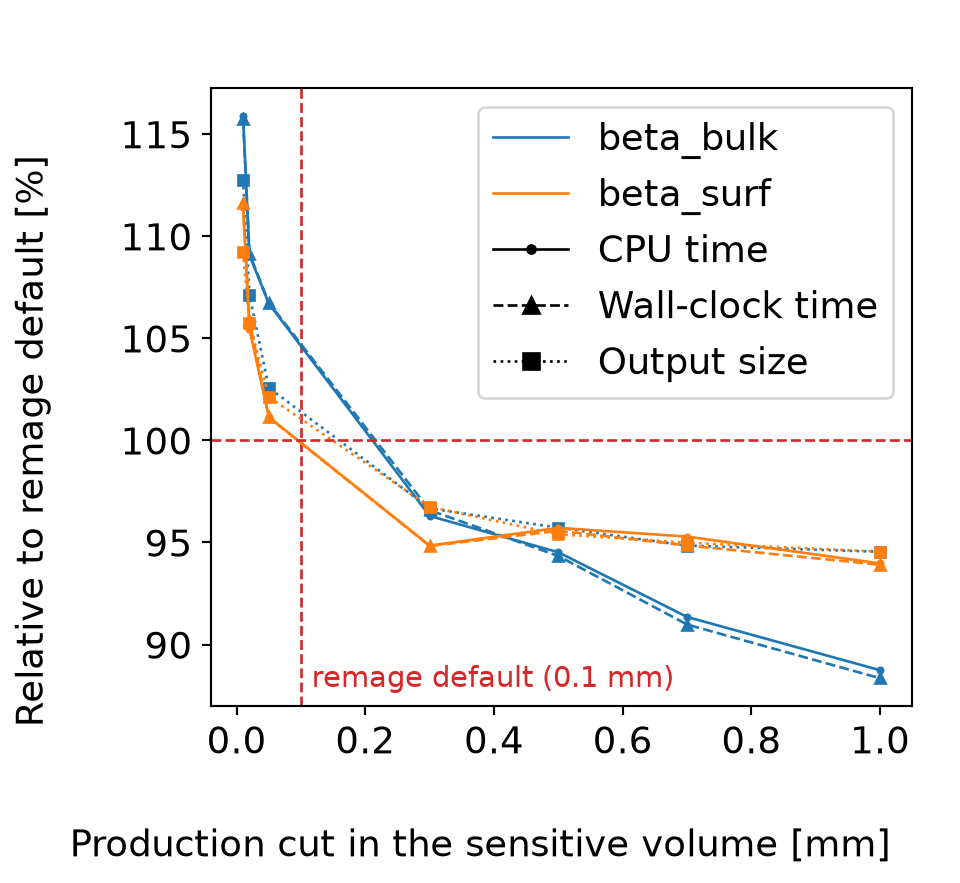 Relative to remage default [%]
115
110
105
100
95
90
beta_bulk
beta_surf
CPU time
Wall-clock time
Output size
remage default (0.1 mm)
0.0 0.2 0.4 0.6 0.8 1.0
Production cut in the sensitive volume [mm]